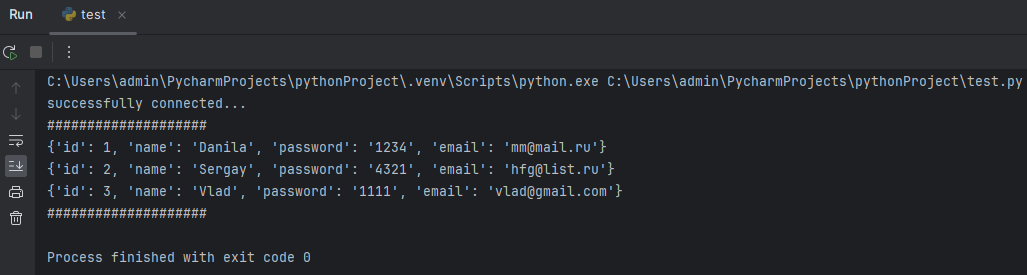 Run test
C:\Users\admin\PycharmProjects\pythonProject\.venv\Scripts\python.exe C:\Users\admin\PycharmProjects\pythonProject\test.py
successfully connected...
####################
{'id': 1, 'name': 'Danila', 'password': '1234', 'email': 'mm@mail.ru'}
{'id': 2, 'name': 'Sergay', 'password': '4321', 'email': 'hfg@list.ru'}
{'id': 3, 'name': 'Vlad', 'password': '1111', 'email': 'vlad@gmail.com'}
####################
Process finished with exit code 0